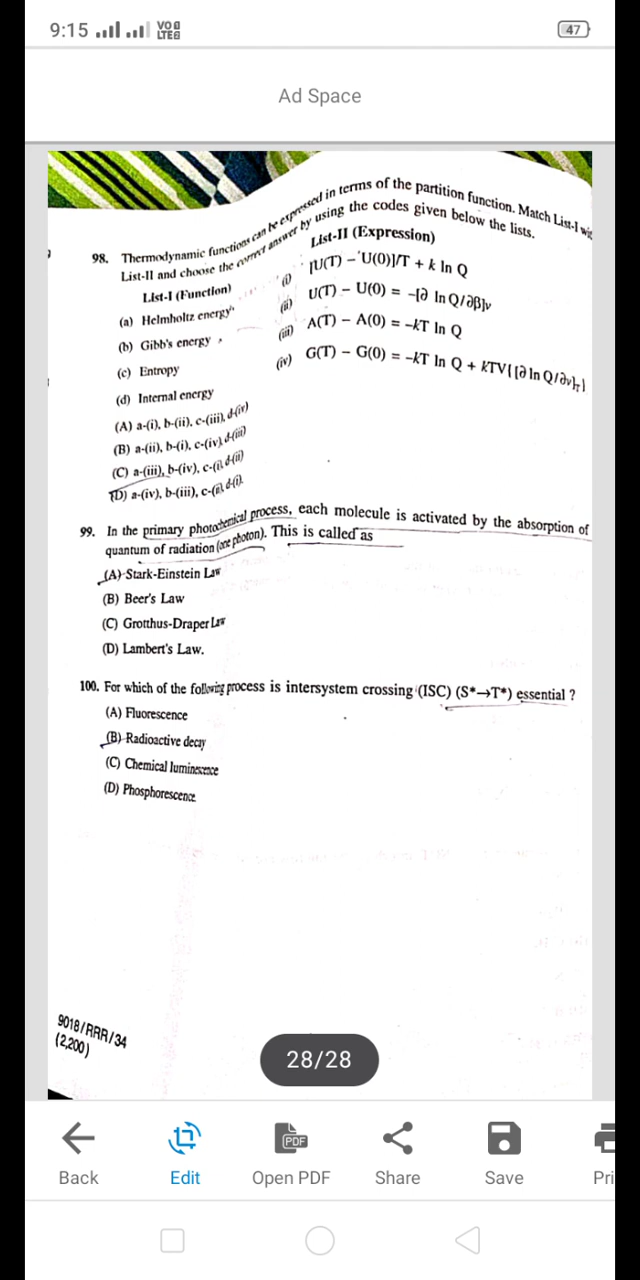 9:15 VO LTE 47
Ad Space
98. Thermodynamic functions can be expressed in terms of the partition function. Match List-I
List-II and choose the correct answer by using the codes given below the lists.
List-I (Function) List-II (Expression)
(a) Helmholtz energy (i) [U(T) – U(0)]/T + k ln Q
(b) Gibb's energy (ii) U(T) – U(0) = –[∂ ln Q/∂β]v
(c) Entropy (iii) A(T) – A(0) = –kT ln Q
(d) Internal energy (iv) G(T) – G(0) = –kT ln Q + kTV{[∂ ln Q/∂v]T}
(A) a-(i), b-(ii), c-(iii), d-(iv)
(B) a-(ii), b-(i), c-(iv), d-(iii)
(C) a-(iii), b-(iv), c-(i), d-(ii)
(D) a-(iv), b-(iii), c-(ii), d-(i).
99. In the primary photochemical process, each molecule is activated by the absorption of
quantum of radiation (one photon). This is called as
(A) Stark-Einstein Law
(B) Beer's Law
(C) Grotthus-Draper Law
(D) Lambert's Law.
100. For which of the following process is intersystem crossing (ISC) (S*→T*) essential ?
(A) Fluorescence
(B) Radioactive decay
(C) Chemical luminescence
(D) Phosphorescence
9018/RRR/34
(2,200)
28/28
Back Edit Open PDF Share Save Pri